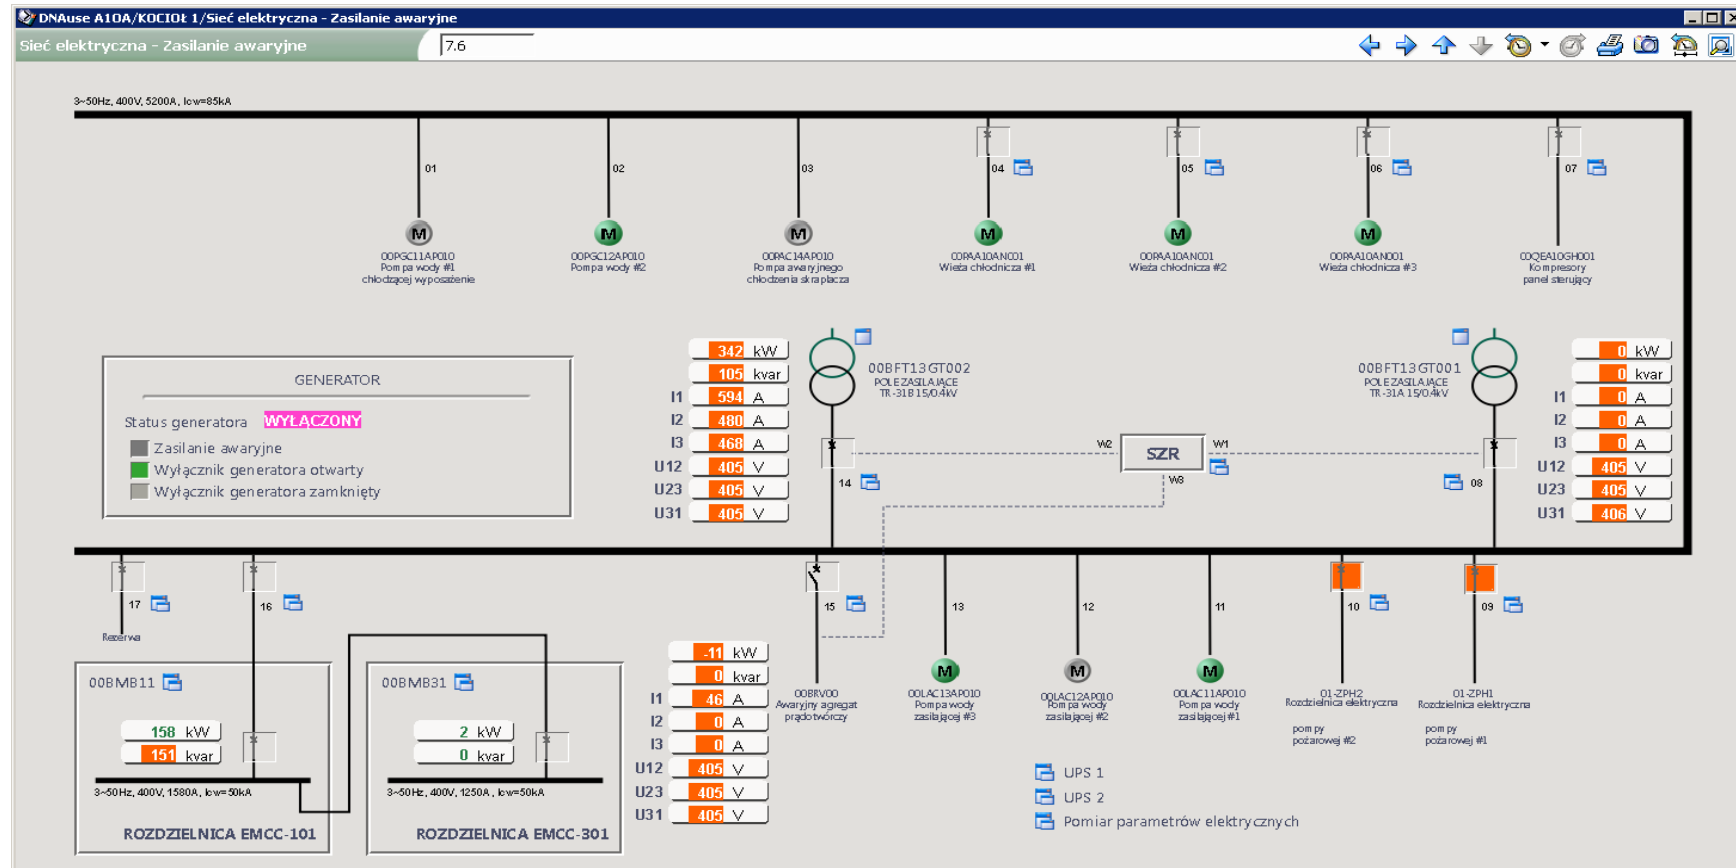 DNAuse A10A/KOCIOŁ 1/Sieć elektryczna - Zasilanie awaryjne
Sieć elektryczna - Zasilanie awaryjne
7.6
3~50Hz, 400V, 5200A, Icw=85kA
01
02
03
04
05
06
07
M
M
M
M
M
M
00PGC11AP010
Pompa wody #1
chłodzącej wyposażenie
00PGC12AP010
Pompa wody #2
00PAC14AP010
Pompa awaryjnego
chłodzenia skraplacza
00PAA10AN001
Wieża chłodnicza #1
00PAA10AN001
Wieża chłodnicza #2
00PAA10AN001
Wieża chłodnicza #3
00QEA10GH001
Kompresory
panel sterujący
GENERATOR
Status generatora WYŁĄCZONY
Zasilanie awaryjne
Wyłącznik generatora otwarty
Wyłącznik generatora zamknięty
342 kW
105 kvar
I1 594 A
I2 480 A
I3 468 A
U12 405 V
U23 405 V
U31 405 V
00BFT13GT002
POLE ZASILAJĄCE
TR-31B 15/0.4kV
14
W2
SZR
W1
W3
00BFT13GT001
POLE ZASILAJĄCE
TR-31A 15/0.4kV
08
0 kW
0 kvar
I1 0 A
I2 0 A
I3 0 A
U12 405 V
U23 405 V
U31 406 V
17
Rezerwa
16
15
13
12
11
10
09
00BMB11
158 kW
151 kvar
3~50Hz, 400V, 1580A, Icw=50kA
ROZDZIELNICA EMCC-101
00BMB31
2 kW
0 kvar
3~50Hz, 400V, 1250A, Icw=50kA
ROZDZIELNICA EMCC-301
-11 kW
0 kvar
I1 46 A
I2 0 A
I3 0 A
U12 405 V
U23 405 V
U31 405 V
00BRV00
Awaryjny agregat
prądotwórczy
M
00LAC13AP010
Pompa wody
zasilającej #3
M
00LAC12AP010
Pompa wody
zasilającej #2
M
00LAC11AP010
Pompa wody
zasilającej #1
01-ZPH2
Rozdzielnica elektryczna
pompy
pożarowej #2
01-ZPH1
Rozdzielnica elektryczna
pompy
pożarowej #1
UPS 1
UPS 2
Pomiar parametrów elektrycznych